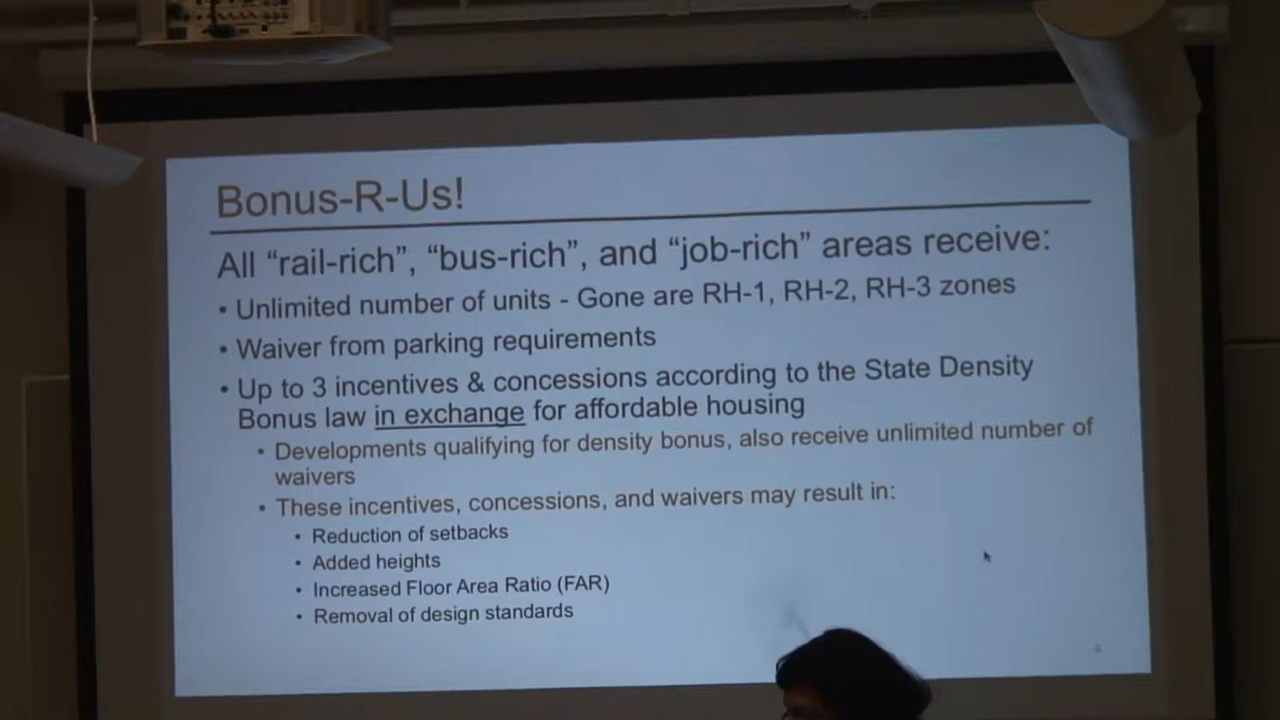 Bonus-R-Us!
All “rail-rich”, “bus-rich”, and “job-rich” areas receive:
• Unlimited number of units - Gone are RH-1, RH-2, RH-3 zones
• Waiver from parking requirements
• Up to 3 incentives & concessions according to the State Density
Bonus law in exchange for affordable housing
• Developments qualifying for density bonus, also receive unlimited number of
waivers
• These incentives, concessions, and waivers may result in:
• Reduction of setbacks
• Added heights
• Increased Floor Area Ratio (FAR)
• Removal of design standards